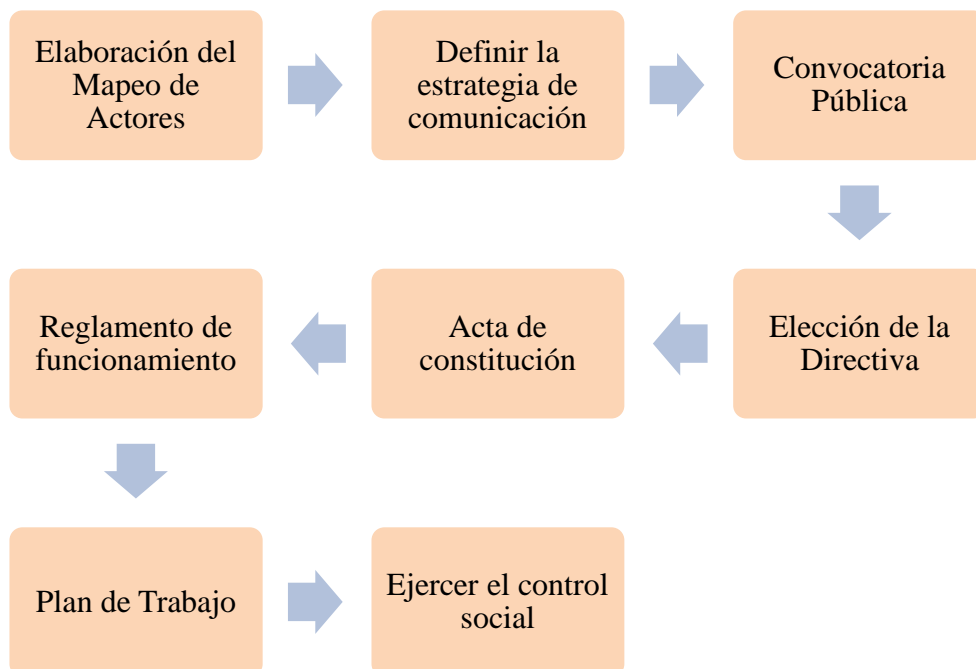 Elaboración del
Mapeo de
Actores
Definir la
estrategia de
comunicación
Convocatoria
Pública
Elección de la
Directiva
Acta de
constitución
Reglamento de
funcionamiento
Plan de Trabajo
Ejercer el control
social